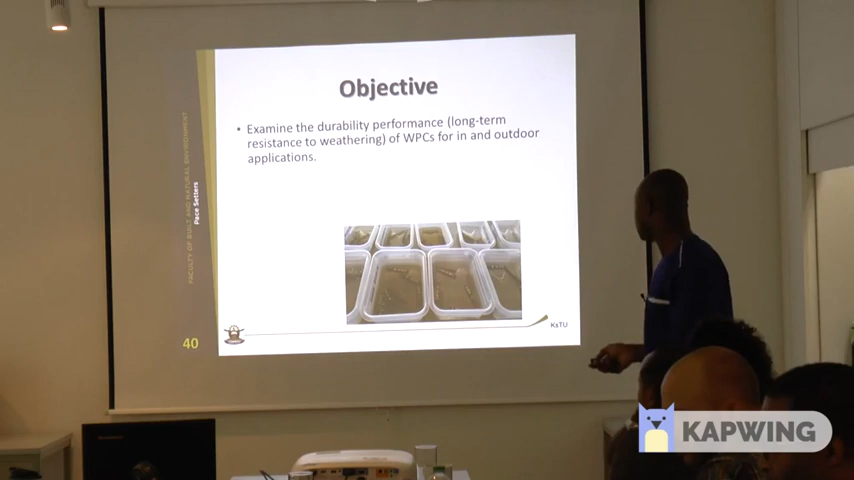 Objective
• Examine the durability performance (long-term
resistance to weathering) of WPCs for in and outdoor
applications.
FACULTY OF BUILT AND NATURAL ENVIRONMENT
Pace Setters
40
KsTU
KAPWING